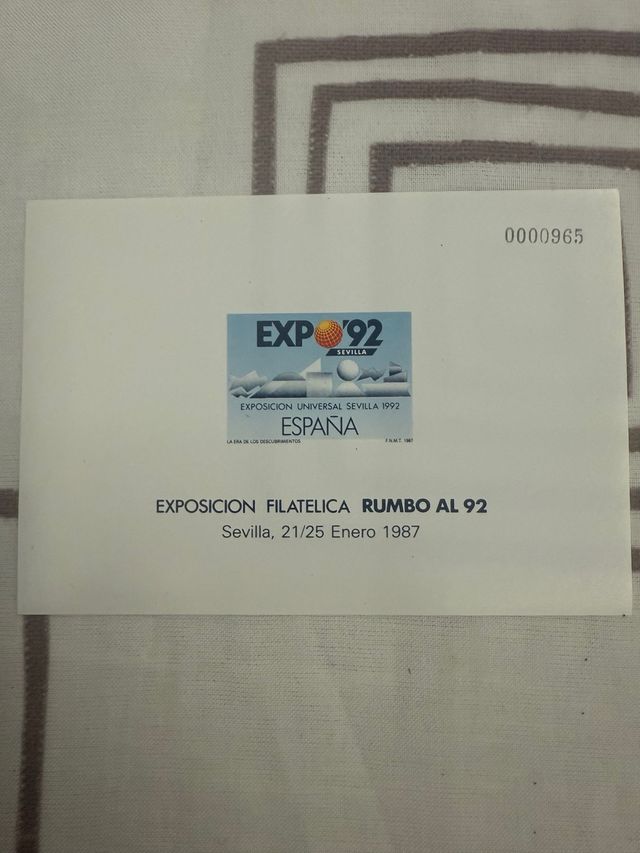 0000965
EXPO'92
SEVILLA
EXPOSICION UNIVERSAL SEVILLA 1992
ESPAÑA
LA ERA DE LOS DESCUBRIMIENTOS F.N.M.T. 1987
EXPOSICION FILATELICA RUMBO AL 92
Sevilla, 21/25 Enero 1987